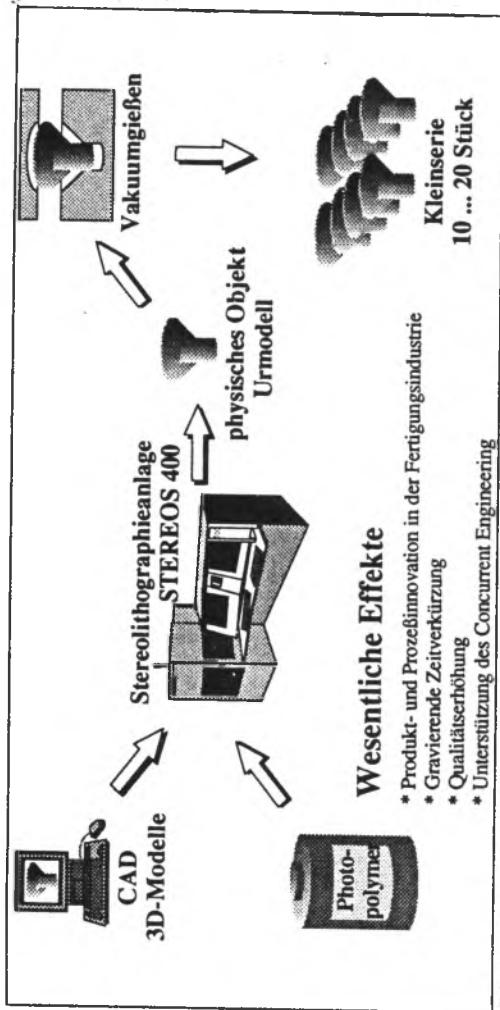 CAD
3D-Modelle
Photo-
polymer
Stereolithographieanlage
STEREOS 400
physisches Objekt
Urmodell
Vakuumgießen
Kleinserie
10 ... 20 Stück
Wesentliche Effekte
* Produkt- und Prozeßinnovation in der Fertigungsindustrie
* Gravierende Zeitverkürzung
* Qualitätserhöhung
* Unterstützung des Concurrent Engineering